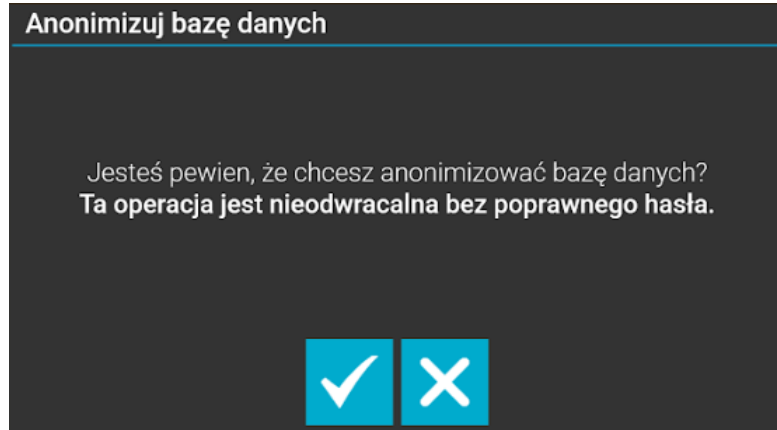 Anonimizuj bazę danych
Jesteś pewien, że chcesz anonimizować bazę danych?
Ta operacja jest nieodwracalna bez poprawnego hasła.